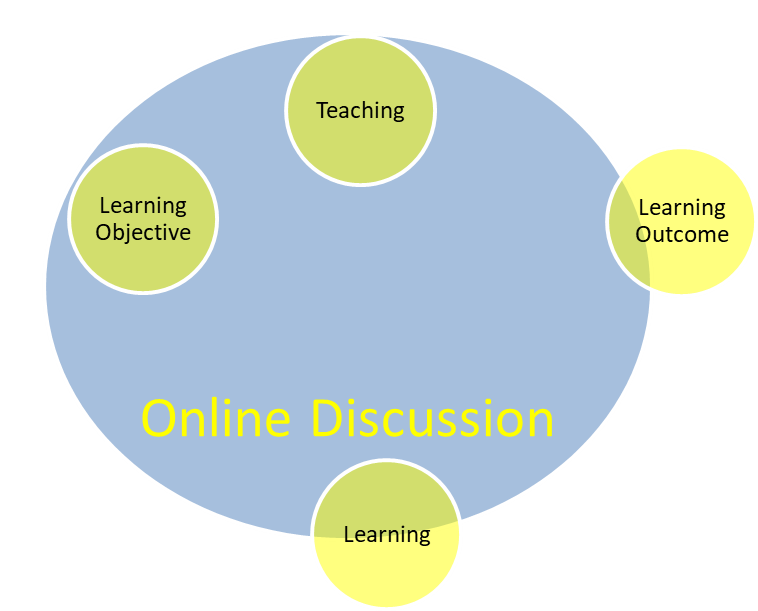 Teaching
Learning
Objective
Learning
Outcome
Online Discussion
Learning